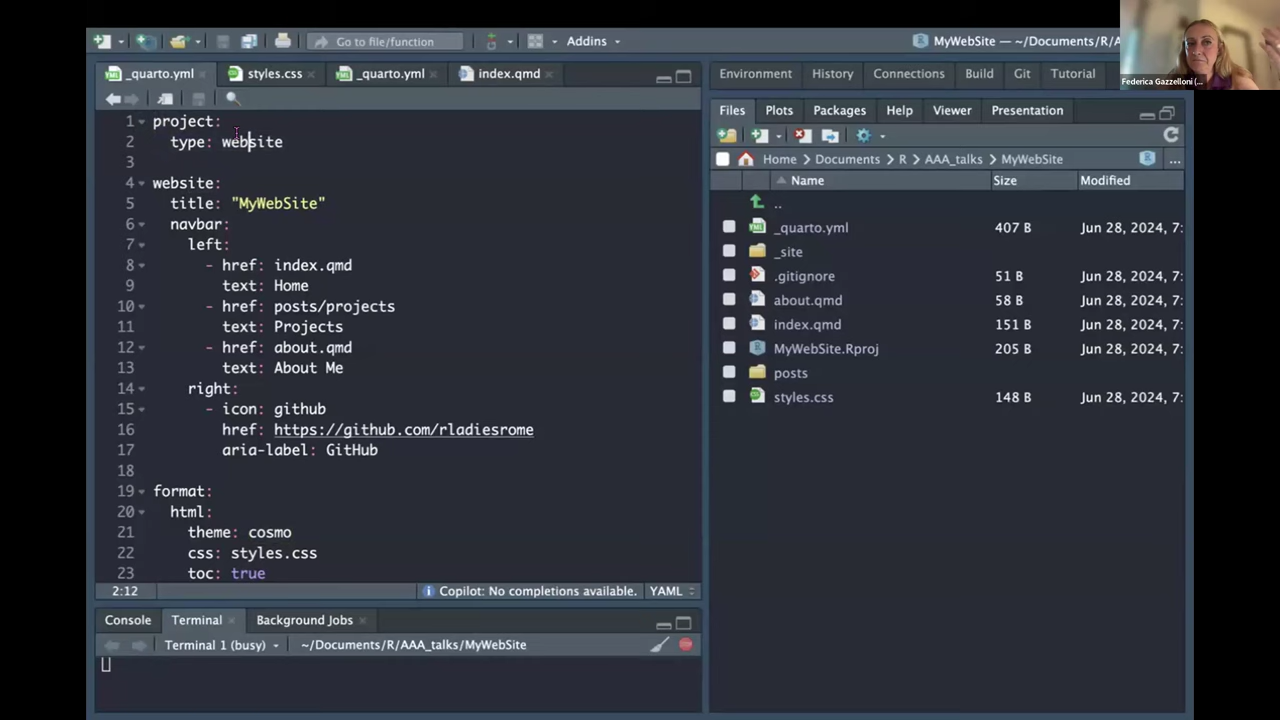 Go to file/function
Addins
MyWebSite — ~/Documents/R/A
Federica Gazzelloni (...
_quarto.yml
styles.css
_quarto.yml
index.qmd
1 project:
2 type: website
3
4 website:
5 title: "MyWebSite"
6 navbar:
7 left:
8 - href: index.qmd
9 text: Home
10 - href: posts/projects
11 text: Projects
12 - href: about.qmd
13 text: About Me
14 right:
15 - icon: github
16 href: https://github.com/rladiesrome
17 aria-label: GitHub
18
19 format:
20 html:
21 theme: cosmo
22 css: styles.css
23 toc: true
2:12
Copilot: No completions available.
YAML
Console
Terminal
Background Jobs
Terminal 1 (busy)
~/Documents/R/AAA_talks/MyWebSite
Environment
History
Connections
Build
Git
Tutorial
Files
Plots
Packages
Help
Viewer
Presentation
Home > Documents > R > AAA_talks > MyWebSite
...
Name Size Modified
..
_quarto.yml 407 B Jun 28, 2024, 7:
_site
.gitignore 51 B Jun 28, 2024, 7:
about.qmd 58 B Jun 28, 2024, 7:
index.qmd 151 B Jun 28, 2024, 7:
MyWebSite.Rproj 205 B Jun 28, 2024, 7:
posts
styles.css 148 B Jun 28, 2024, 7: